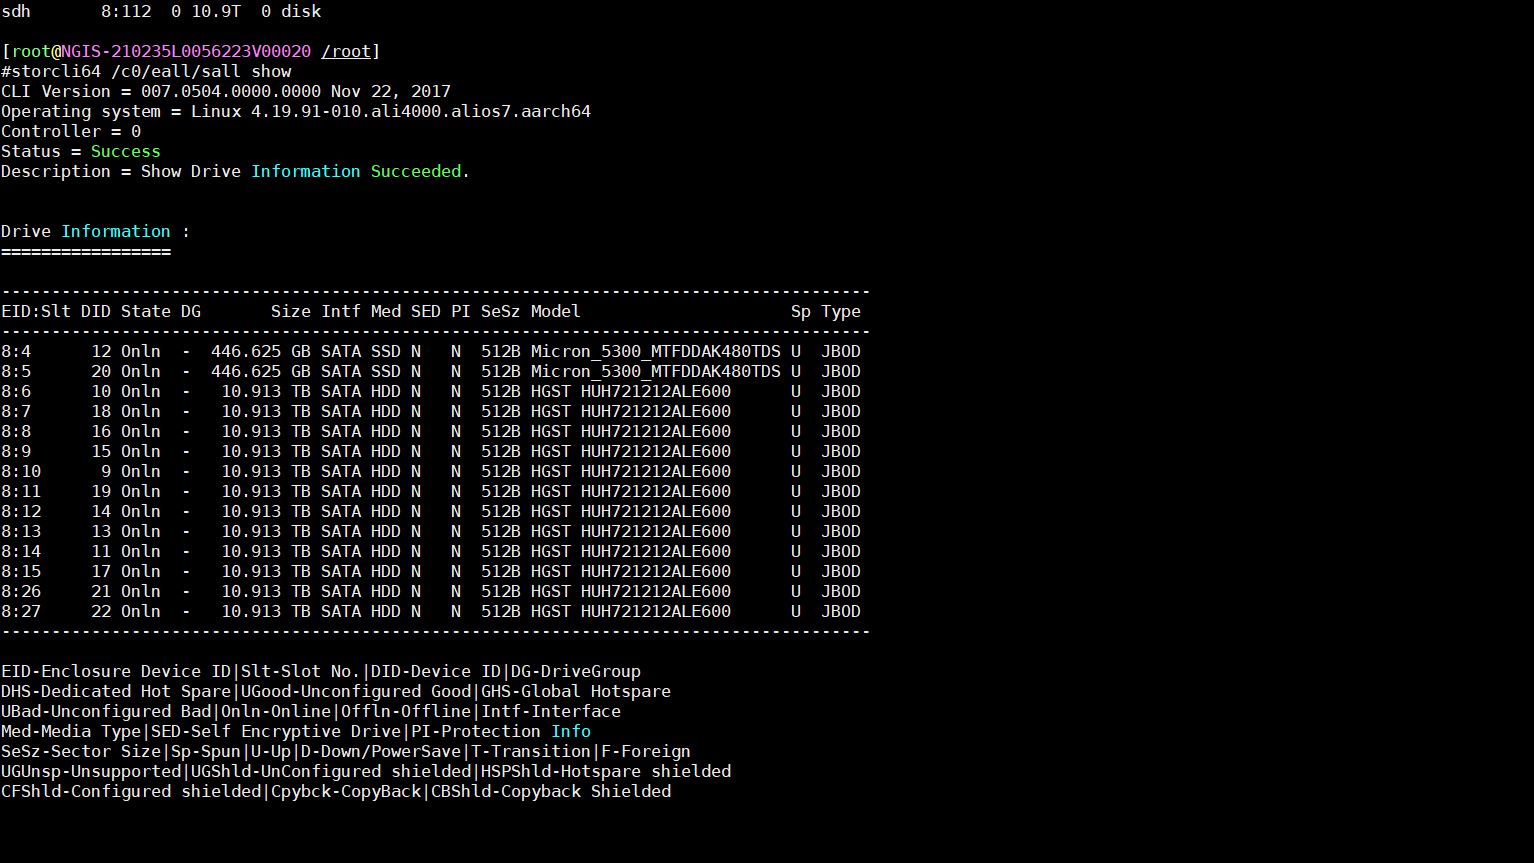 sdh       8:112  0 10.9T  0 disk
[root@NGIS-210235L0056223V00020 /root]
#storcli64 /c0/eall/sall show
CLI Version = 007.0504.0000.0000 Nov 22, 2017
Operating system = Linux 4.19.91-010.ali4000.alios7.aarch64
Controller = 0
Status = Success
Description = Show Drive Information Succeeded.
Drive Information :
=================
---------------------------------------------------------------------------------------
EID:Slt DID State DG       Size Intf Med SED PI SeSz Model                     Sp Type
---------------------------------------------------------------------------------------
8:4      12 Onln  -  446.625 GB SATA SSD N   N  512B Micron_5300_MTFDDAK480TDS U  JBOD
8:5      20 Onln  -  446.625 GB SATA SSD N   N  512B Micron_5300_MTFDDAK480TDS U  JBOD
8:6      10 Onln  -   10.913 TB SATA HDD N   N  512B HGST HUH721212ALE600      U  JBOD
8:7      18 Onln  -   10.913 TB SATA HDD N   N  512B HGST HUH721212ALE600      U  JBOD
8:8      16 Onln  -   10.913 TB SATA HDD N   N  512B HGST HUH721212ALE600      U  JBOD
8:9      15 Onln  -   10.913 TB SATA HDD N   N  512B HGST HUH721212ALE600      U  JBOD
8:10      9 Onln  -   10.913 TB SATA HDD N   N  512B HGST HUH721212ALE600      U  JBOD
8:11     19 Onln  -   10.913 TB SATA HDD N   N  512B HGST HUH721212ALE600      U  JBOD
8:12     14 Onln  -   10.913 TB SATA HDD N   N  512B HGST HUH721212ALE600      U  JBOD
8:13     13 Onln  -   10.913 TB SATA HDD N   N  512B HGST HUH721212ALE600      U  JBOD
8:14     11 Onln  -   10.913 TB SATA HDD N   N  512B HGST HUH721212ALE600      U  JBOD
8:15     17 Onln  -   10.913 TB SATA HDD N   N  512B HGST HUH721212ALE600      U  JBOD
8:26     21 Onln  -   10.913 TB SATA HDD N   N  512B HGST HUH721212ALE600      U  JBOD
8:27     22 Onln  -   10.913 TB SATA HDD N   N  512B HGST HUH721212ALE600      U  JBOD
---------------------------------------------------------------------------------------
EID-Enclosure Device ID|Slt-Slot No.|DID-Device ID|DG-DriveGroup
DHS-Dedicated Hot Spare|UGood-Unconfigured Good|GHS-Global Hotspare
UBad-Unconfigured Bad|Onln-Online|Offln-Offline|Intf-Interface
Med-Media Type|SED-Self Encryptive Drive|PI-Protection Info
SeSz-Sector Size|Sp-Spun|U-Up|D-Down/PowerSave|T-Transition|F-Foreign
UGUnsp-Unsupported|UGShld-UnConfigured shielded|HSPShld-Hotspare shielded
CFShld-Configured shielded|Cpybck-CopyBack|CBShld-Copyback Shielded